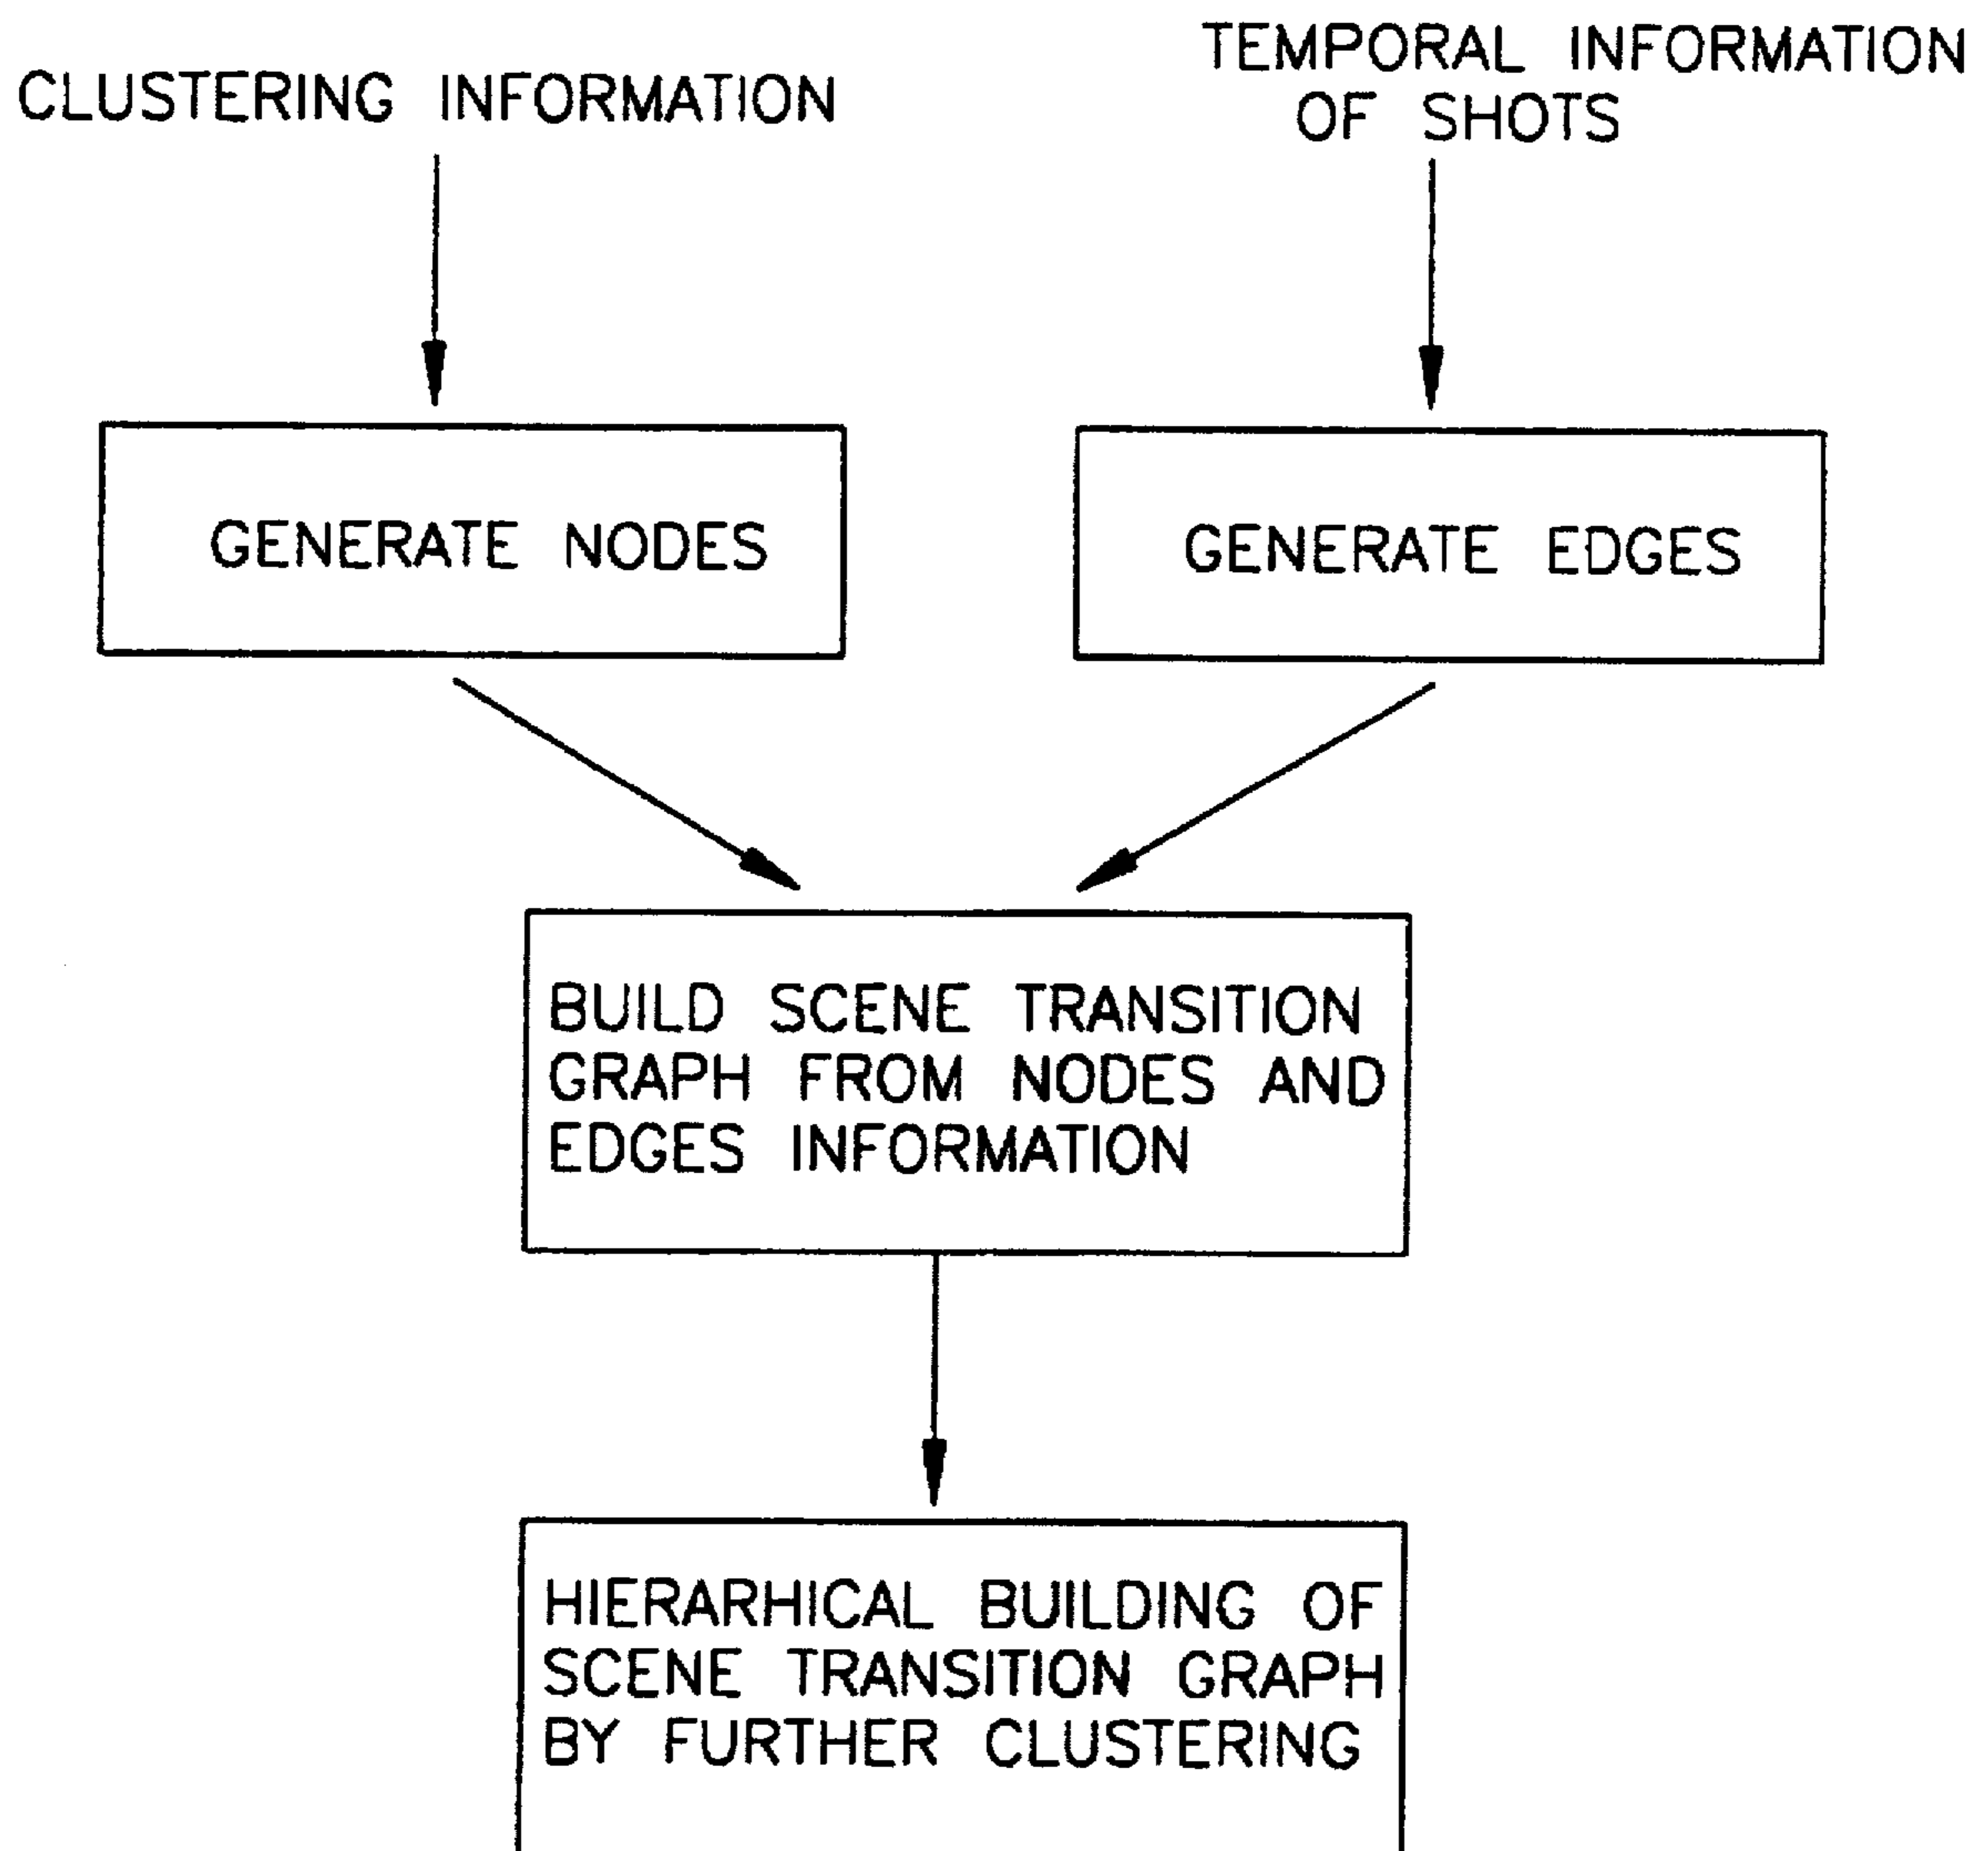 CLUSTERING INFORMATION
TEMPORAL INFORMATION
OF SHOTS
GENERATE NODES
GENERATE EDGES
BUILD SCENE TRANSITION
GRAPH FROM NODES AND
EDGES INFORMATION
HIERARHICAL BUILDING OF
SCENE TRANSITION GRAPH
BY FURTHER CLUSTERING